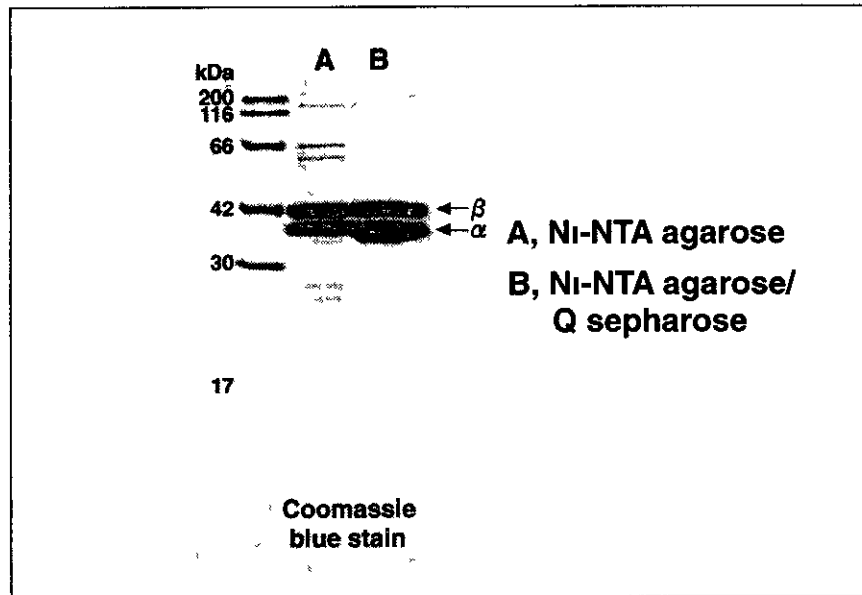 A B
kDa
200
116
66
42
30
17
β
α
A, Ni-NTA agarose
B, Ni-NTA agarose/
Q sepharose
Coomassie
blue stain